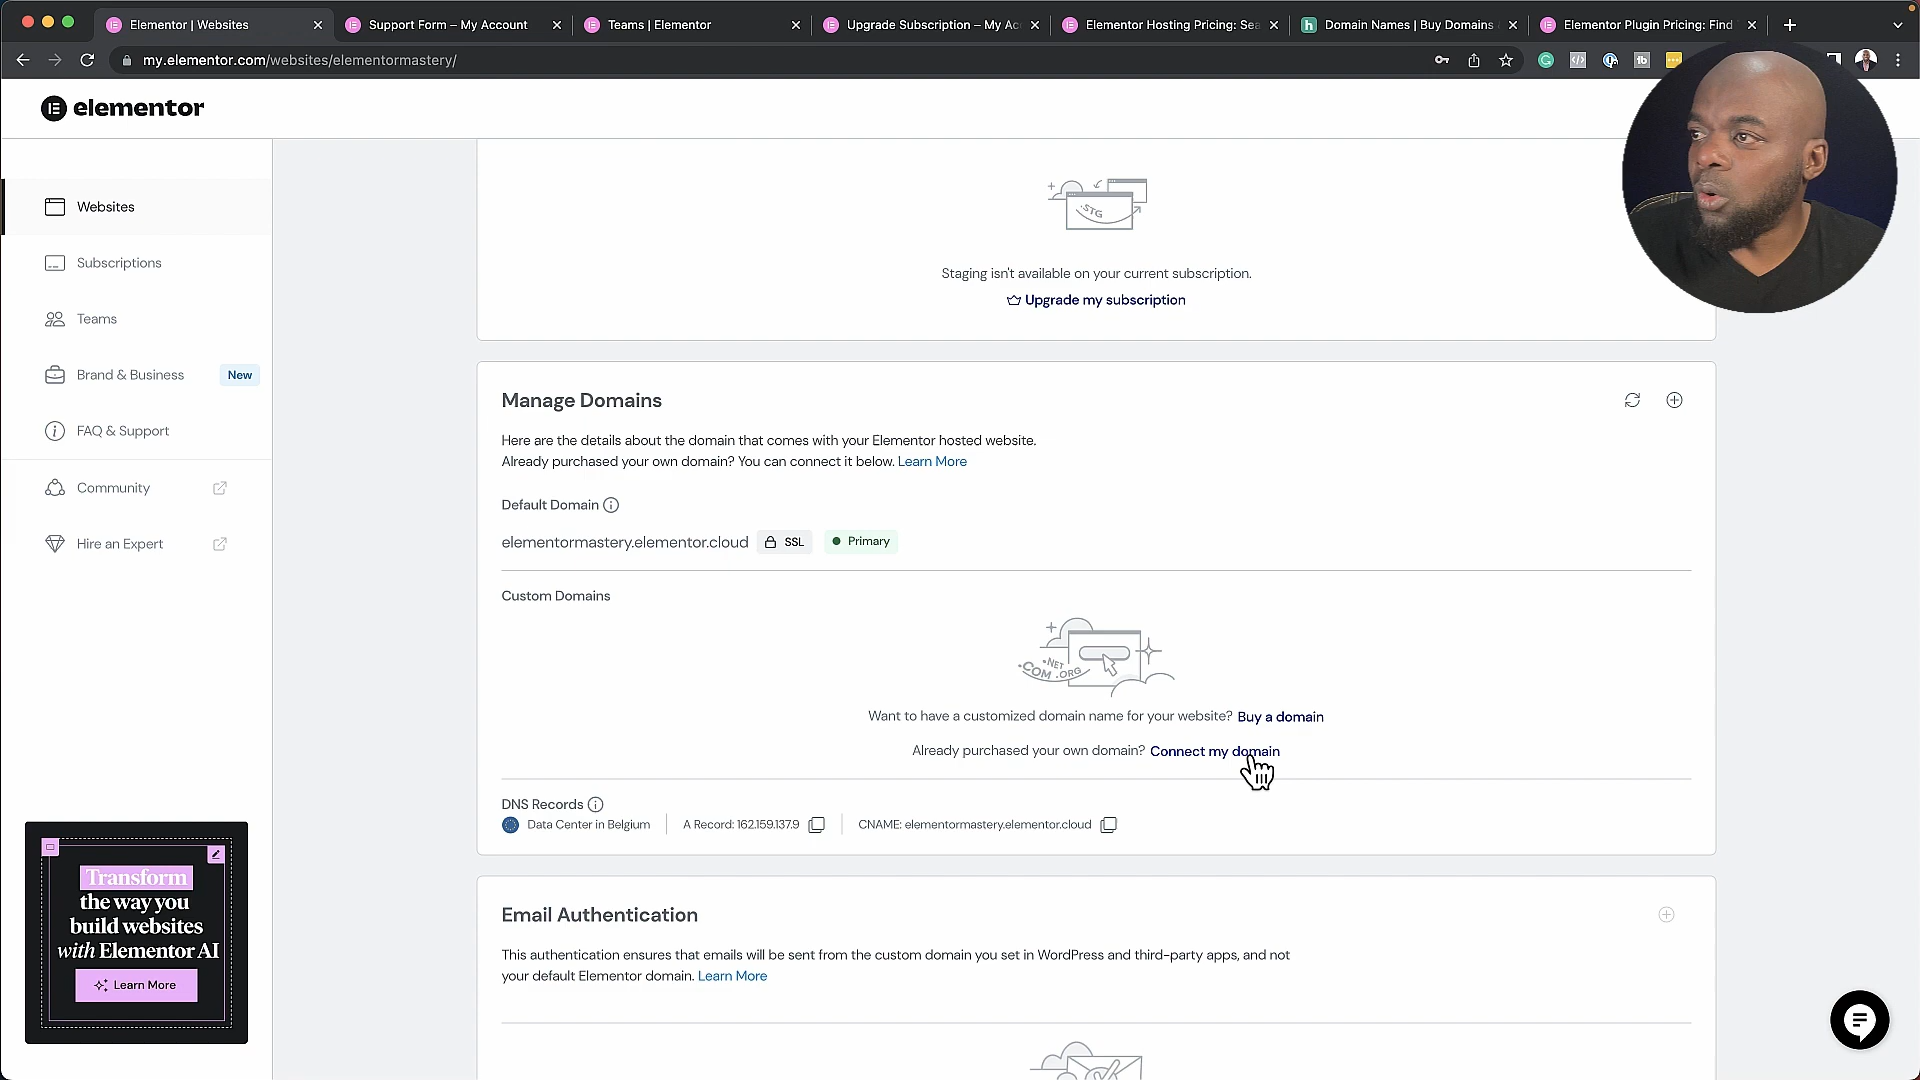 Elementor | Websites
Support Form – My Account
Teams | Elementor
Upgrade Subscription – My Ac
Elementor Hosting Pricing: Sea
Domain Names | Buy Domains
Elementor Plugin Pricing: Find
my.elementor.com/websites/elementormastery/
elementor
Websites
Subscriptions
Teams
Brand & Business New
FAQ & Support
Community
Hire an Expert
Transform
the way you
build websites
with Elementor AI
Learn More
.STG
Staging isn't available on your current subscription.
Upgrade my subscription
Manage Domains
Here are the details about the domain that comes with your Elementor hosted website.
Already purchased your own domain? You can connect it below. Learn More
Default Domain
elementormastery.elementor.cloud SSL Primary
Custom Domains
.COM .NET .ORG
Want to have a customized domain name for your website? Buy a domain
Already purchased your own domain? Connect my domain
DNS Records
Data Center in Belgium A Record: 162.159.137.9 CNAME: elementormastery.elementor.cloud
Email Authentication
This authentication ensures that emails will be sent from the custom domain you set in WordPress and third-party apps, and not
your default Elementor domain. Learn More